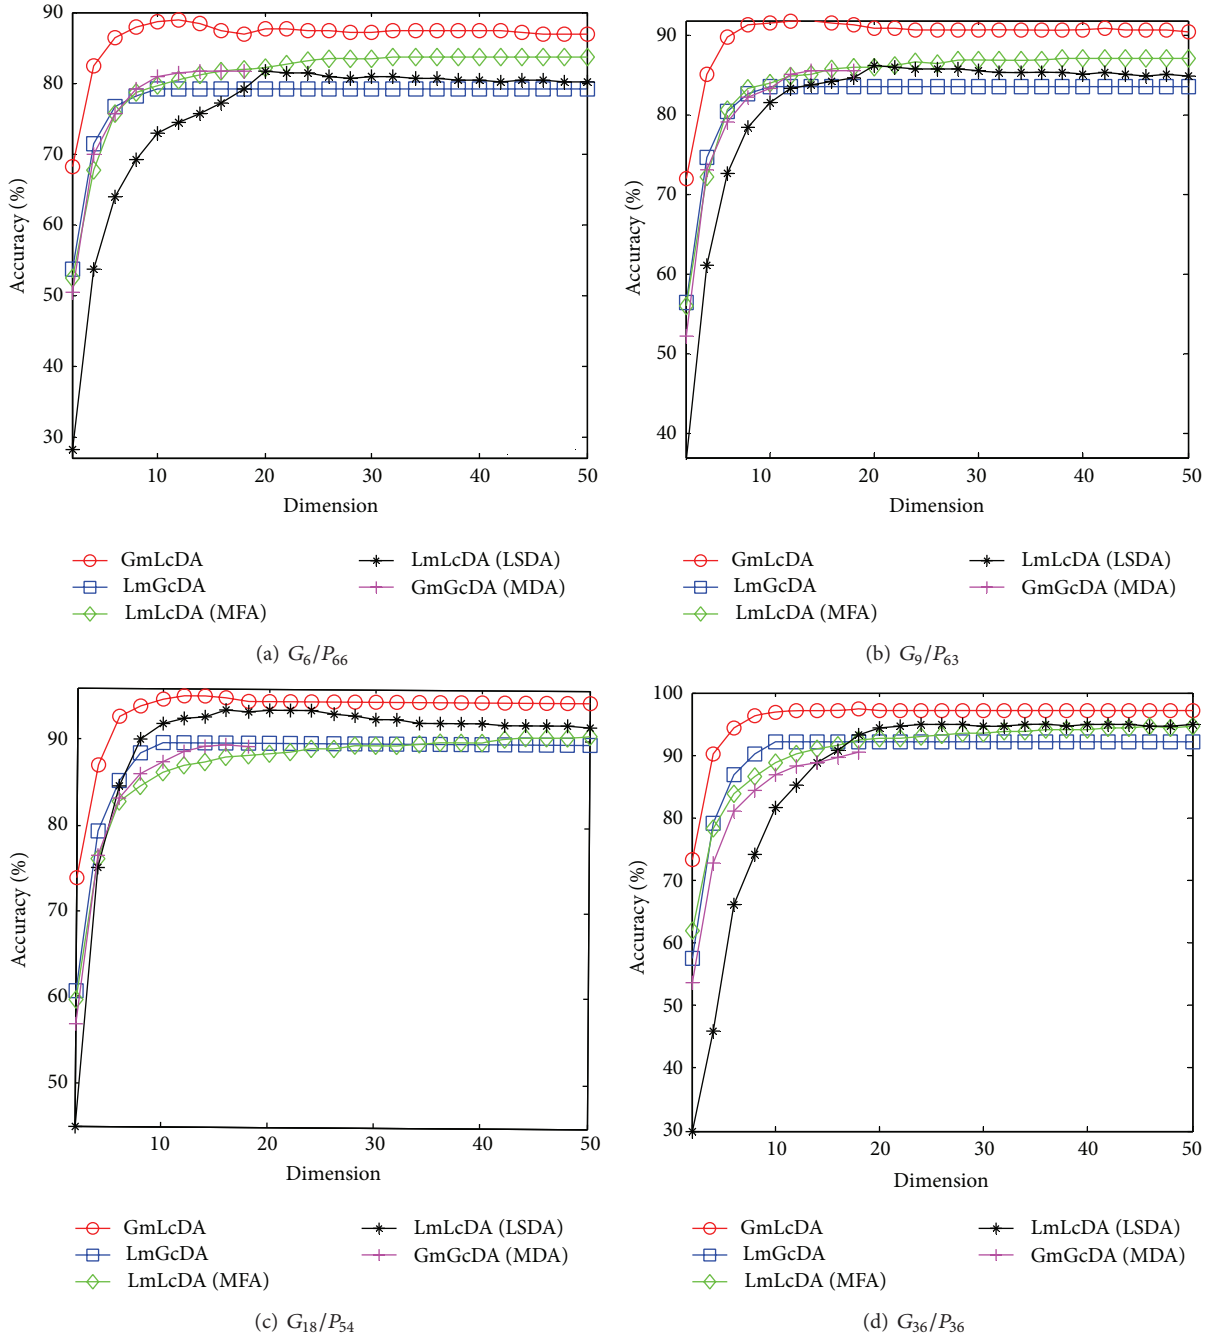 90
80
70
60
50
40
30
10
20
30
40
50
Accuracy (%)
Dimension
GmLcDA
LmGcDA
LmLcDA (MFA)
LmLcDA (LSDA)
GmGcDA (MDA)
(a) G6/P66
90
80
70
60
50
40
10
20
30
40
50
Accuracy (%)
Dimension
GmLcDA
LmGcDA
LmLcDA (MFA)
LmLcDA (LSDA)
GmGcDA (MDA)
(b) G9/P63
90
80
70
60
50
10
20
30
40
50
Accuracy (%)
Dimension
GmLcDA
LmGcDA
LmLcDA (MFA)
LmLcDA (LSDA)
GmGcDA (MDA)
(c) G18/P54
100
90
80
70
60
50
40
30
10
20
30
40
50
Accuracy (%)
Dimension
GmLcDA
LmGcDA
LmLcDA (MFA)
LmLcDA (LSDA)
GmGcDA (MDA)
(d) G36/P36